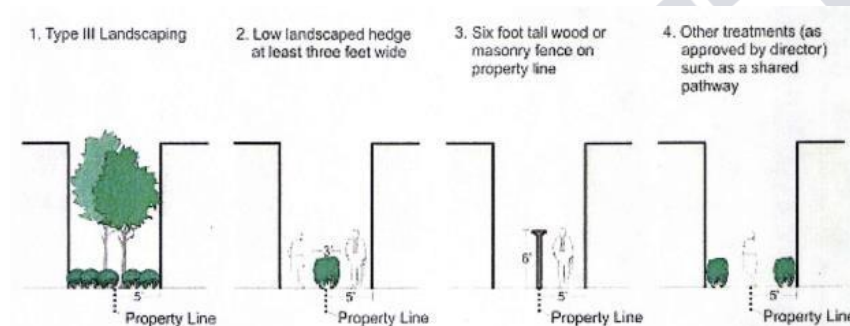 1. Type III Landscaping
2. Low landscaped hedge
at least three feet wide
3. Six foot tall wood or
masonry fence on
property line
4. Other treatments (as
approved by director)
such as a shared
pathway
5'
Property Line
3'
5'
Property Line
6'
5'
Property Line
5'
Property Line